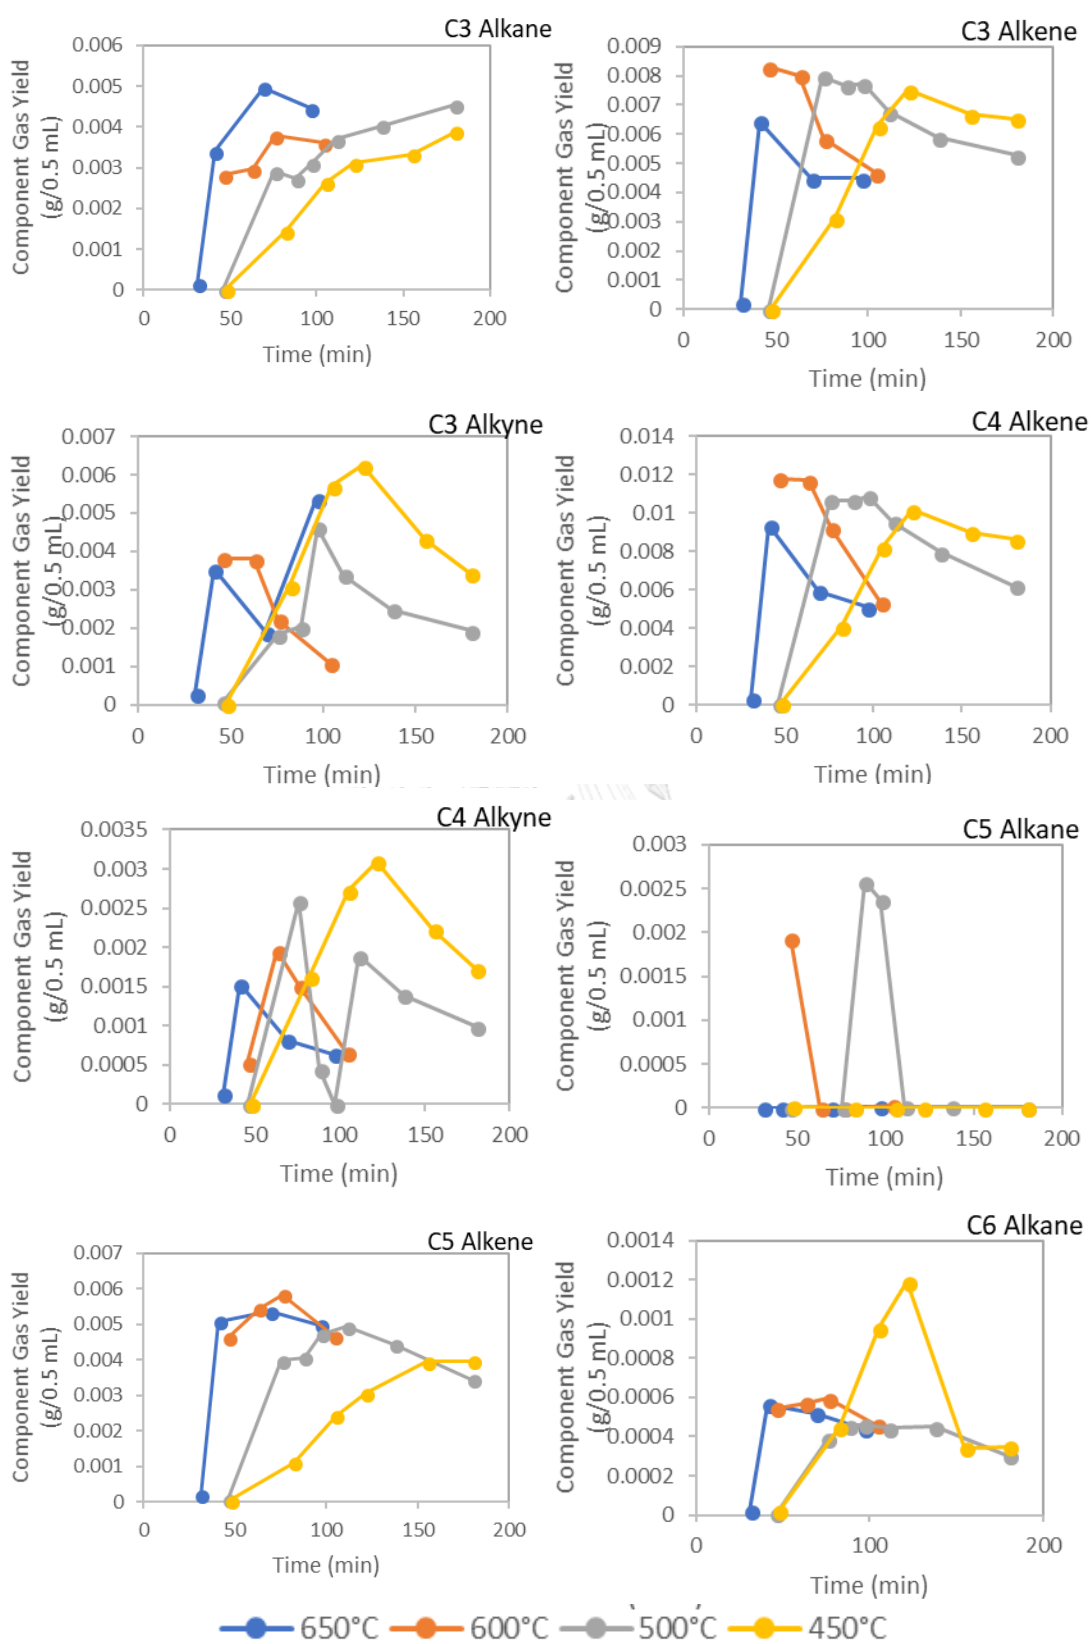 C3 Alkane
Component Gas Yield
(g/0.5 mL)
0.006
0.005
0.004
0.003
0.002
0.001
0
0 50 100 150 200
Time (min)
C3 Alkene
Component Gas Yield
(g/0.5 mL)
0.009
0.008
0.007
0.006
0.005
0.004
0.003
0.002
0.001
0
0 50 100 150 200
Time (min)
C3 Alkyne
Component Gas Yield
(g/0.5 mL)
0.007
0.006
0.005
0.004
0.003
0.002
0.001
0
0 50 100 150 200
Time (min)
C4 Alkene
Component Gas Yield
(g/0.5 mL)
0.014
0.012
0.01
0.008
0.006
0.004
0.002
0
0 50 100 150 200
Time (min)
C4 Alkyne
Component Gas Yield
(g/0.5 mL)
0.0035
0.003
0.0025
0.002
0.0015
0.001
0.0005
0
0 50 100 150 200
Time (min)
C5 Alkane
Component Gas Yield
(g/0.5 mL)
0.003
0.0025
0.002
0.0015
0.001
0.0005
0
0 50 100 150 200
Time (min)
C5 Alkene
Component Gas Yield
(g/0.5 mL)
0.007
0.006
0.005
0.004
0.003
0.002
0.001
0
0 50 100 150 200
Time (min)
C6 Alkane
Component Gas Yield
(g/0.5 mL)
0.0014
0.0012
0.001
0.0008
0.0006
0.0004
0.0002
0
0 100 200
Time (min)
650°C 600°C 500°C 450°C